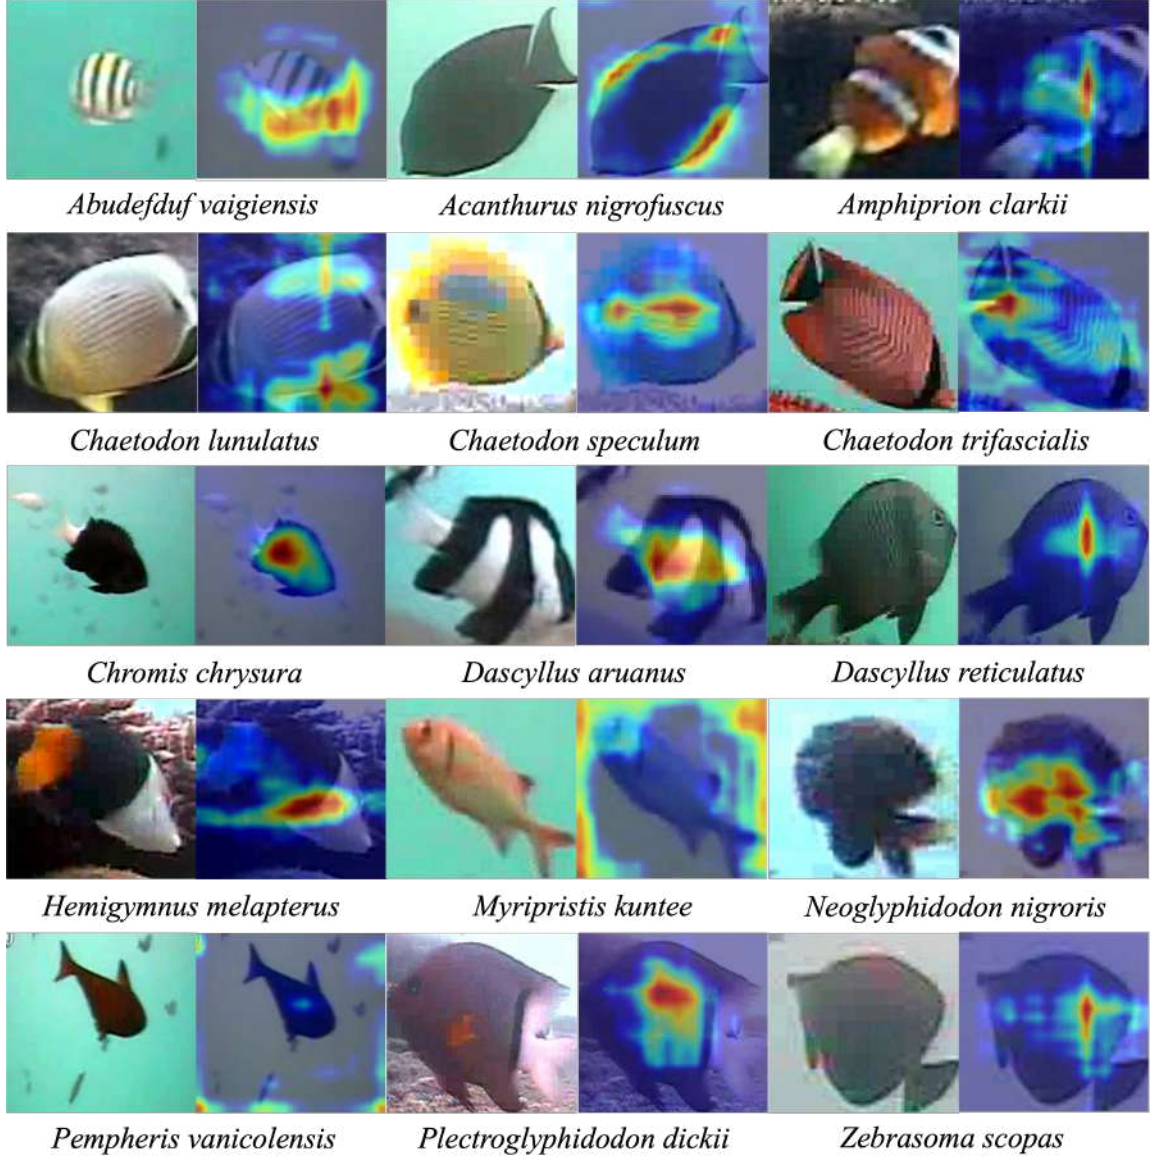 Abudefduf vaigiensis
Acanthurus nigrofuscus
Amphiprion clarkii
Chaetodon lunulatus
Chaetodon speculum
Chaetodon trifascialis
Chromis chrysura
Dascyllus aruanus
Dascyllus reticulatus
Hemigymnus melapterus
Myripristis kuntee
Neoglyphidodon nigroris
Pempheris vanicolensis
Plectroglyphidodon dickii
Zebrasoma scopas